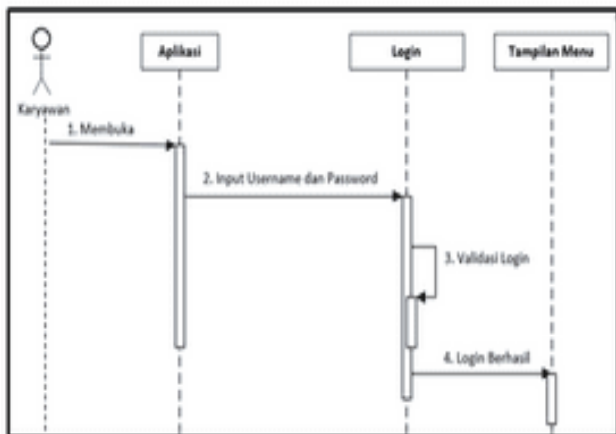 Aplikasi
Login
Tampilan Menu
Karyawan
1. Membuka
2. Input Username dan Password
3. Validasi Login
4. Login Berhasil